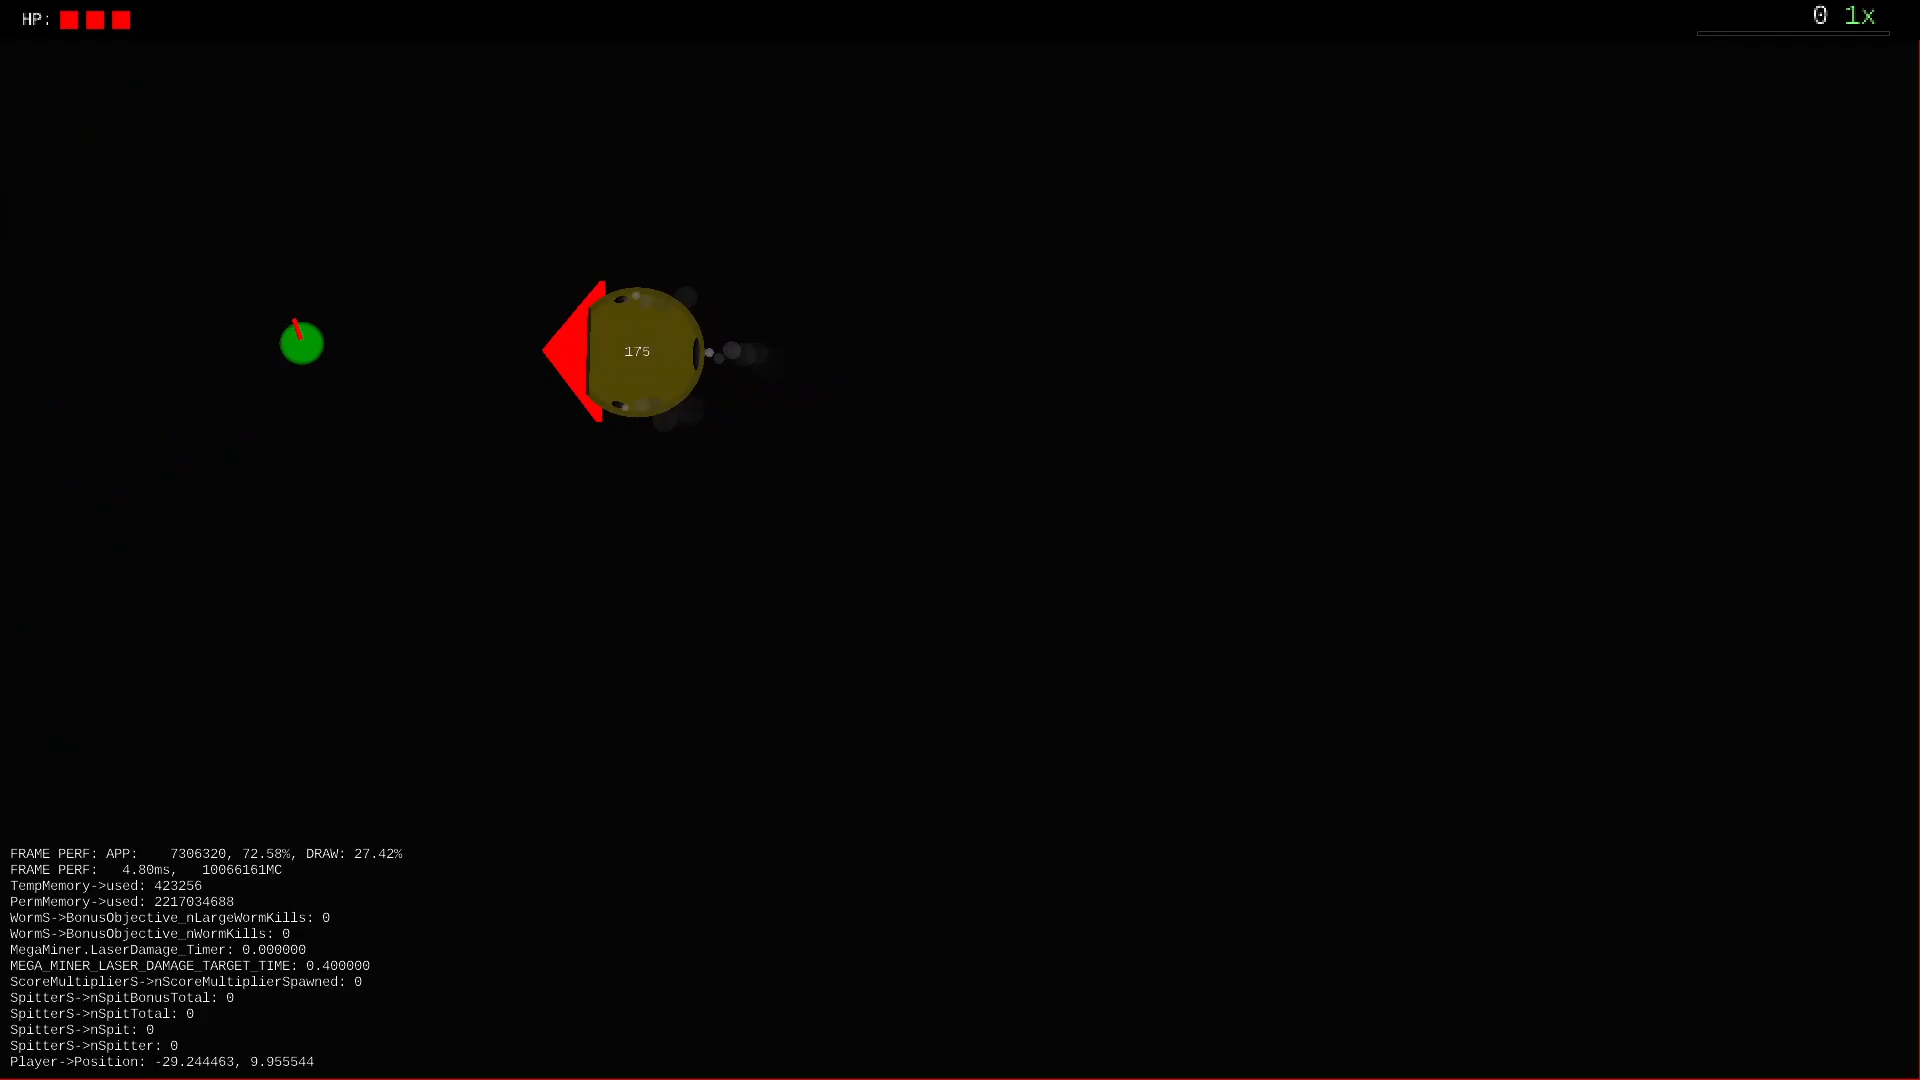 HP:
0 1x
175
FRAME PERF: APP:    7306320, 72.58%, DRAW: 27.42%
FRAME PERF:   4.80ms,   10066161MC
TempMemory->used: 423256
PermMemory->used: 2217034688
WormS->BonusObjective_nLargeWormKills: 0
WormS->BonusObjective_nWormKills: 0
MegaMiner.LaserDamage_Timer: 0.000000
MEGA_MINER_LASER_DAMAGE_TARGET_TIME: 0.400000
ScoreMultiplierS->nScoreMultiplierSpawned: 0
SpitterS->nSpitBonusTotal: 0
SpitterS->nSpitTotal: 0
SpitterS->nSpit: 0
SpitterS->nSpitter: 0
Player->Position: -29.244463, 9.955544